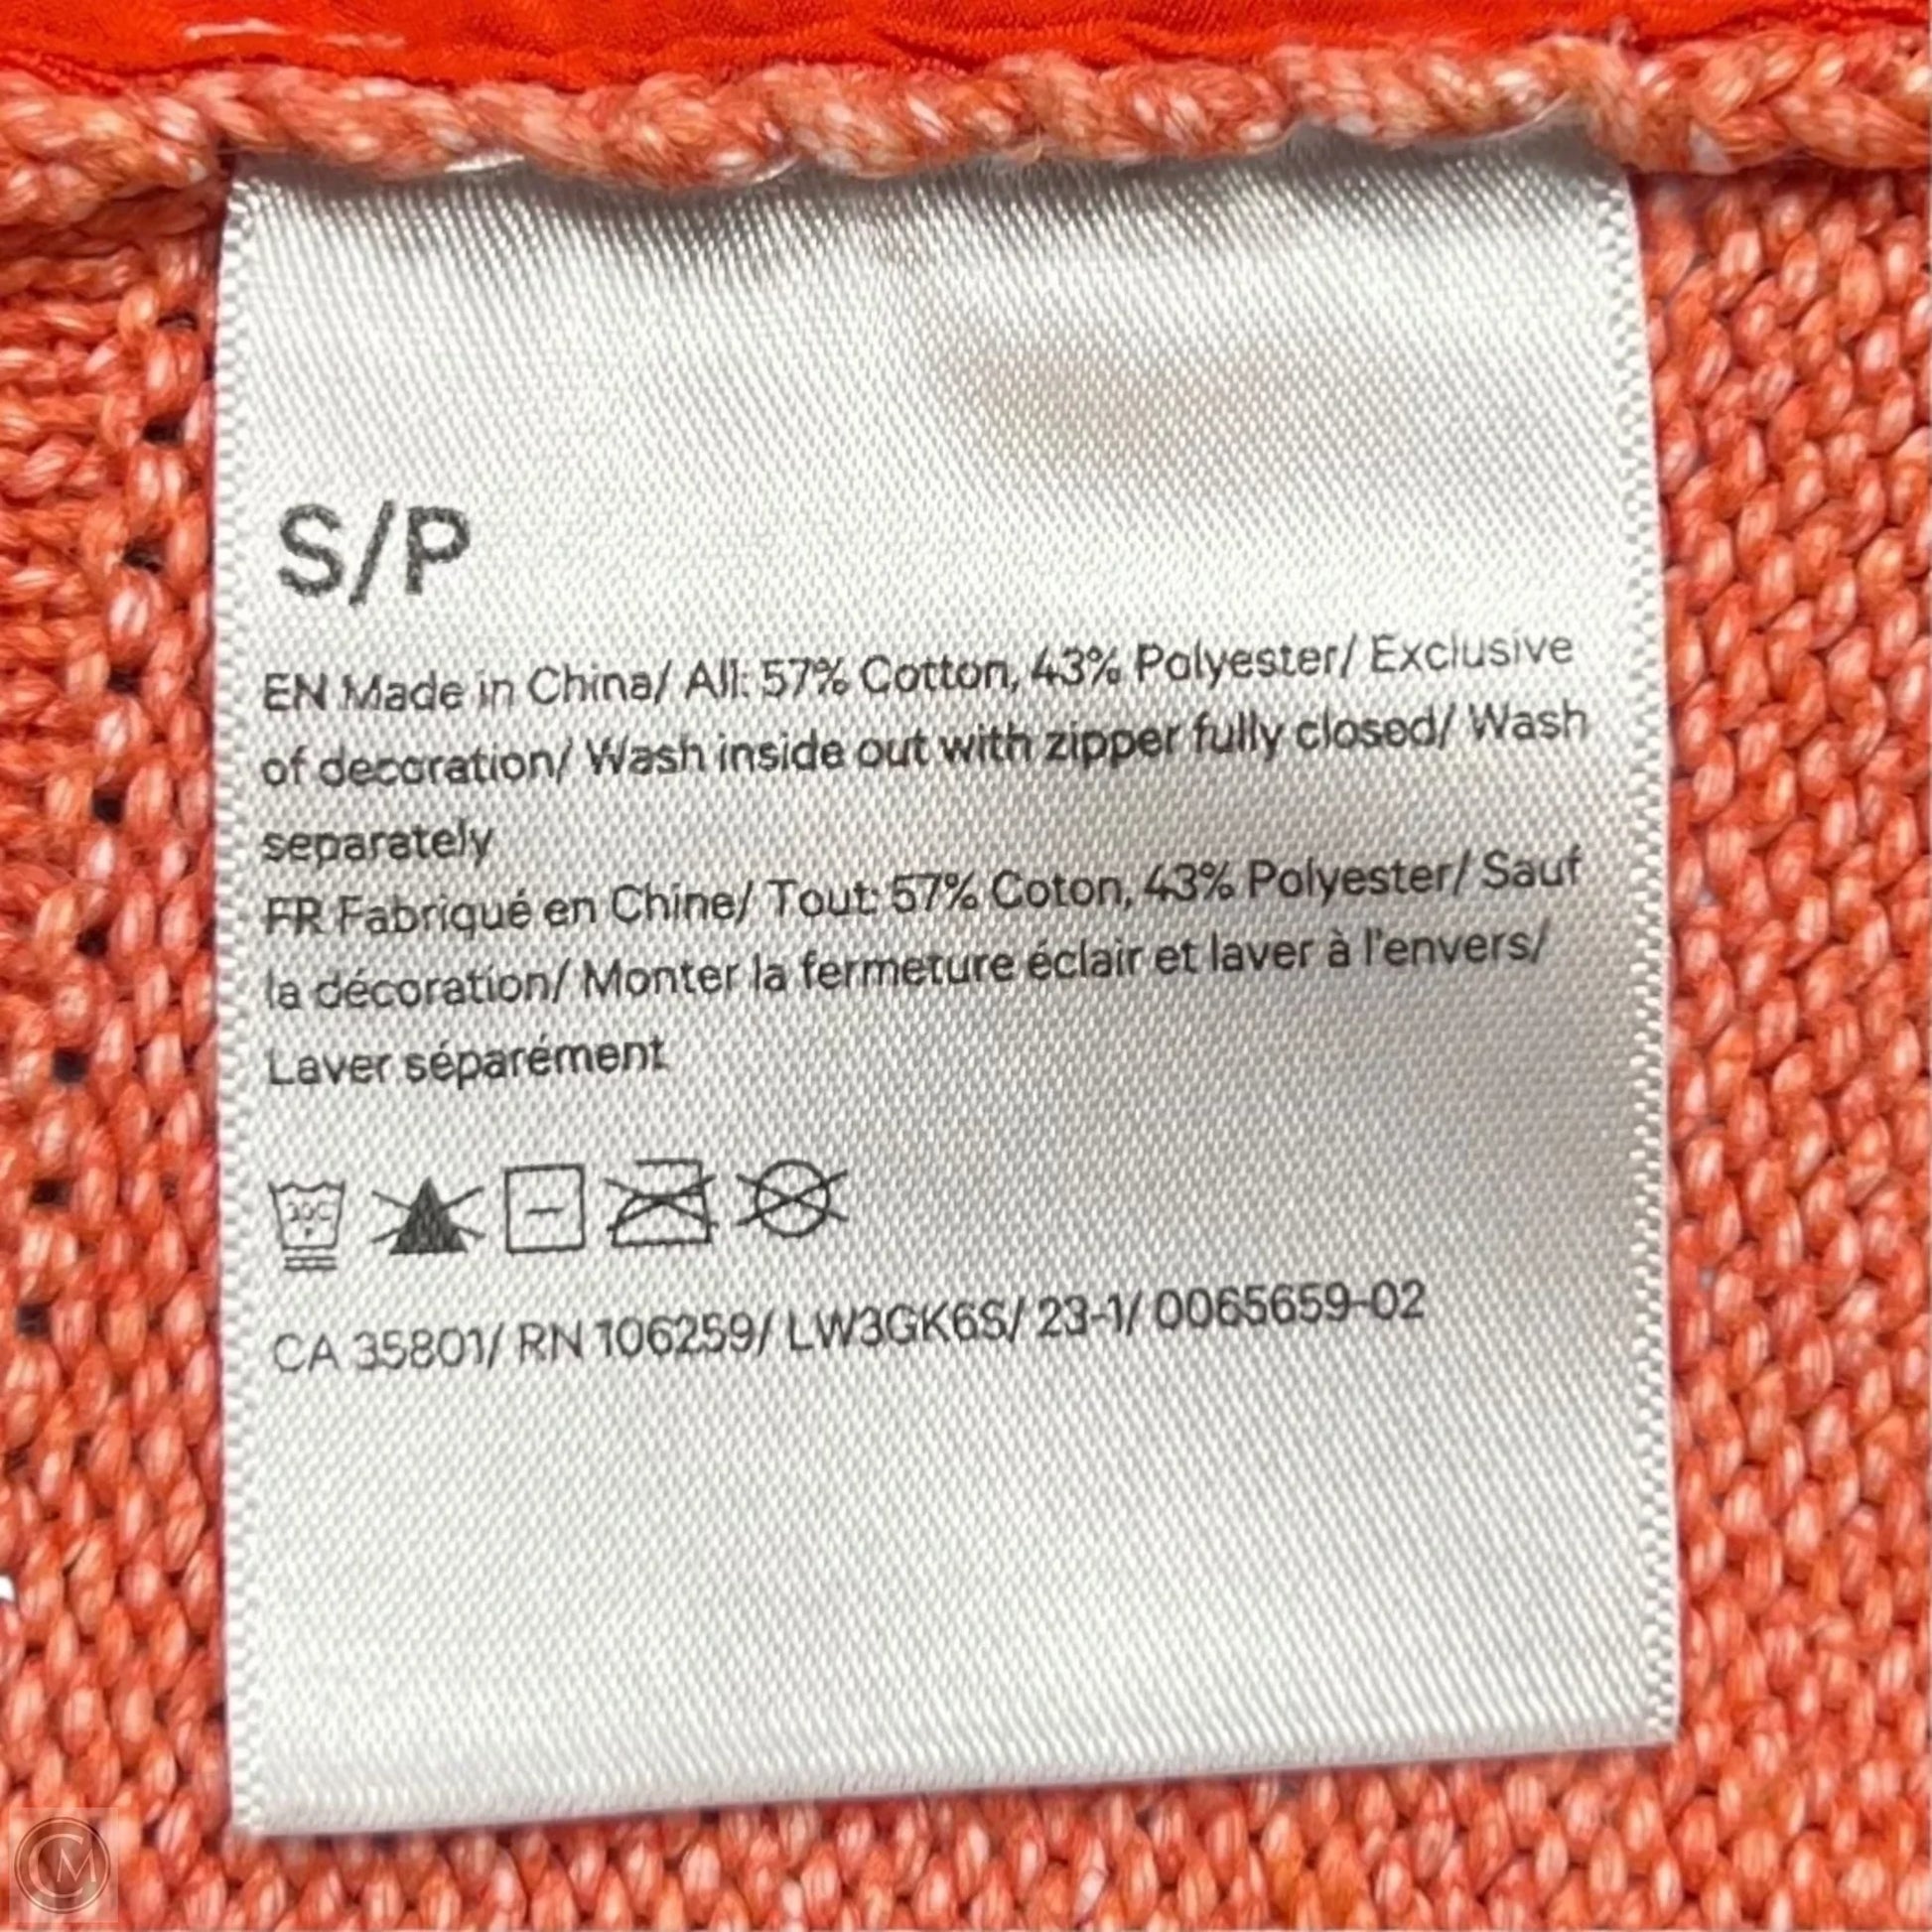 S/P
EN Made in China/ All: 57% Cotton, 43% Polyester/ Exclusive
of decoration/ Wash inside out with zipper fully closed/ Wash
separately
FR Fabriqué en Chine/ Tout: 57% Coton, 43% Polyester/ Sauf
la décoration/ Monter la fermeture éclair et laver à l'envers/
Laver séparément
30C
CA 35801/ RN 106259/ LW3GK6S/ 23-1/ 0065659-02
CM